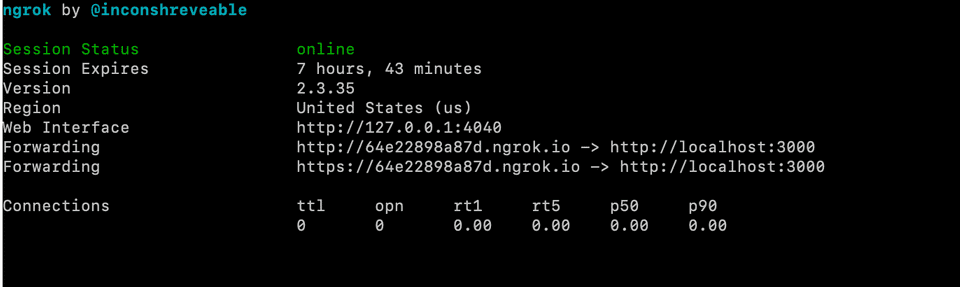 ngrok by @inconshreveable
Session Status online
Session Expires 7 hours, 43 minutes
Version 2.3.35
Region United States (us)
Web Interface http://127.0.0.1:4040
Forwarding http://64e22898a87d.ngrok.io -> http://localhost:3000
Forwarding https://64e22898a87d.ngrok.io -> http://localhost:3000
Connections ttl opn rt1 rt5 p50 p90
0 0 0.00 0.00 0.00 0.00